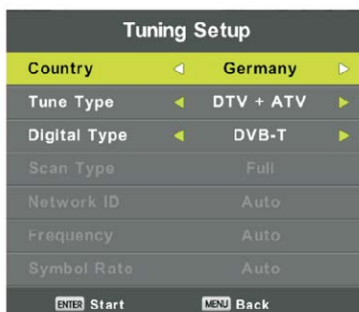 Tuning Setup
Country Germany
Tune Type DTV + ATV
Digital Type DVB-T
Scan Type Full
Network ID Auto
Frequency Auto
Symbol Rate Auto
ENTER Start MENU Back